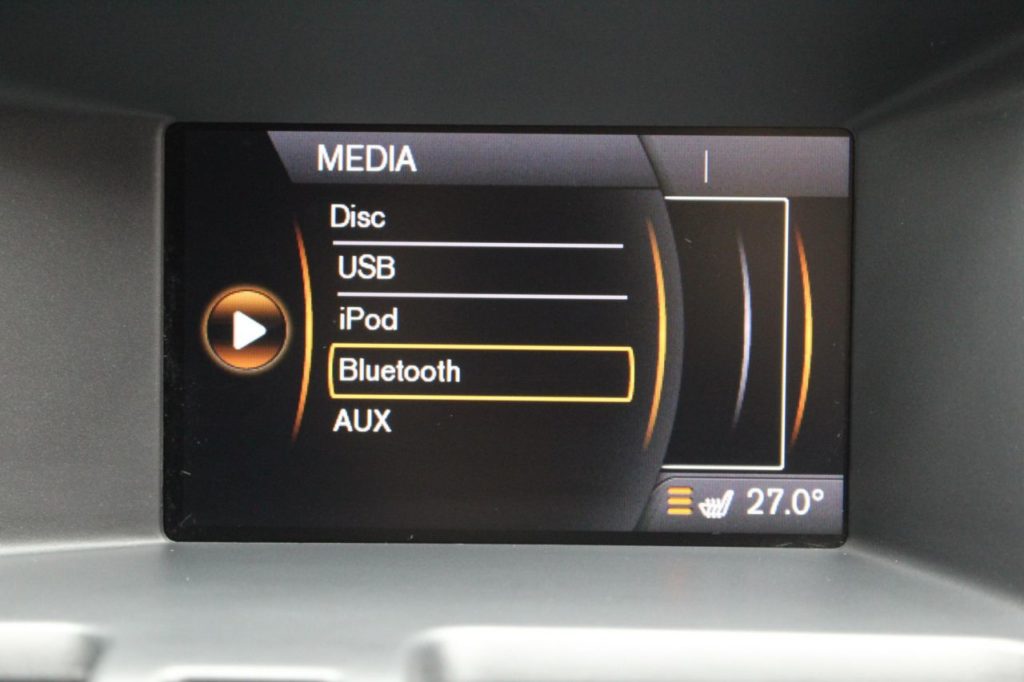 MEDIA
Disc
USB
iPod
Bluetooth
AUX
27.0°